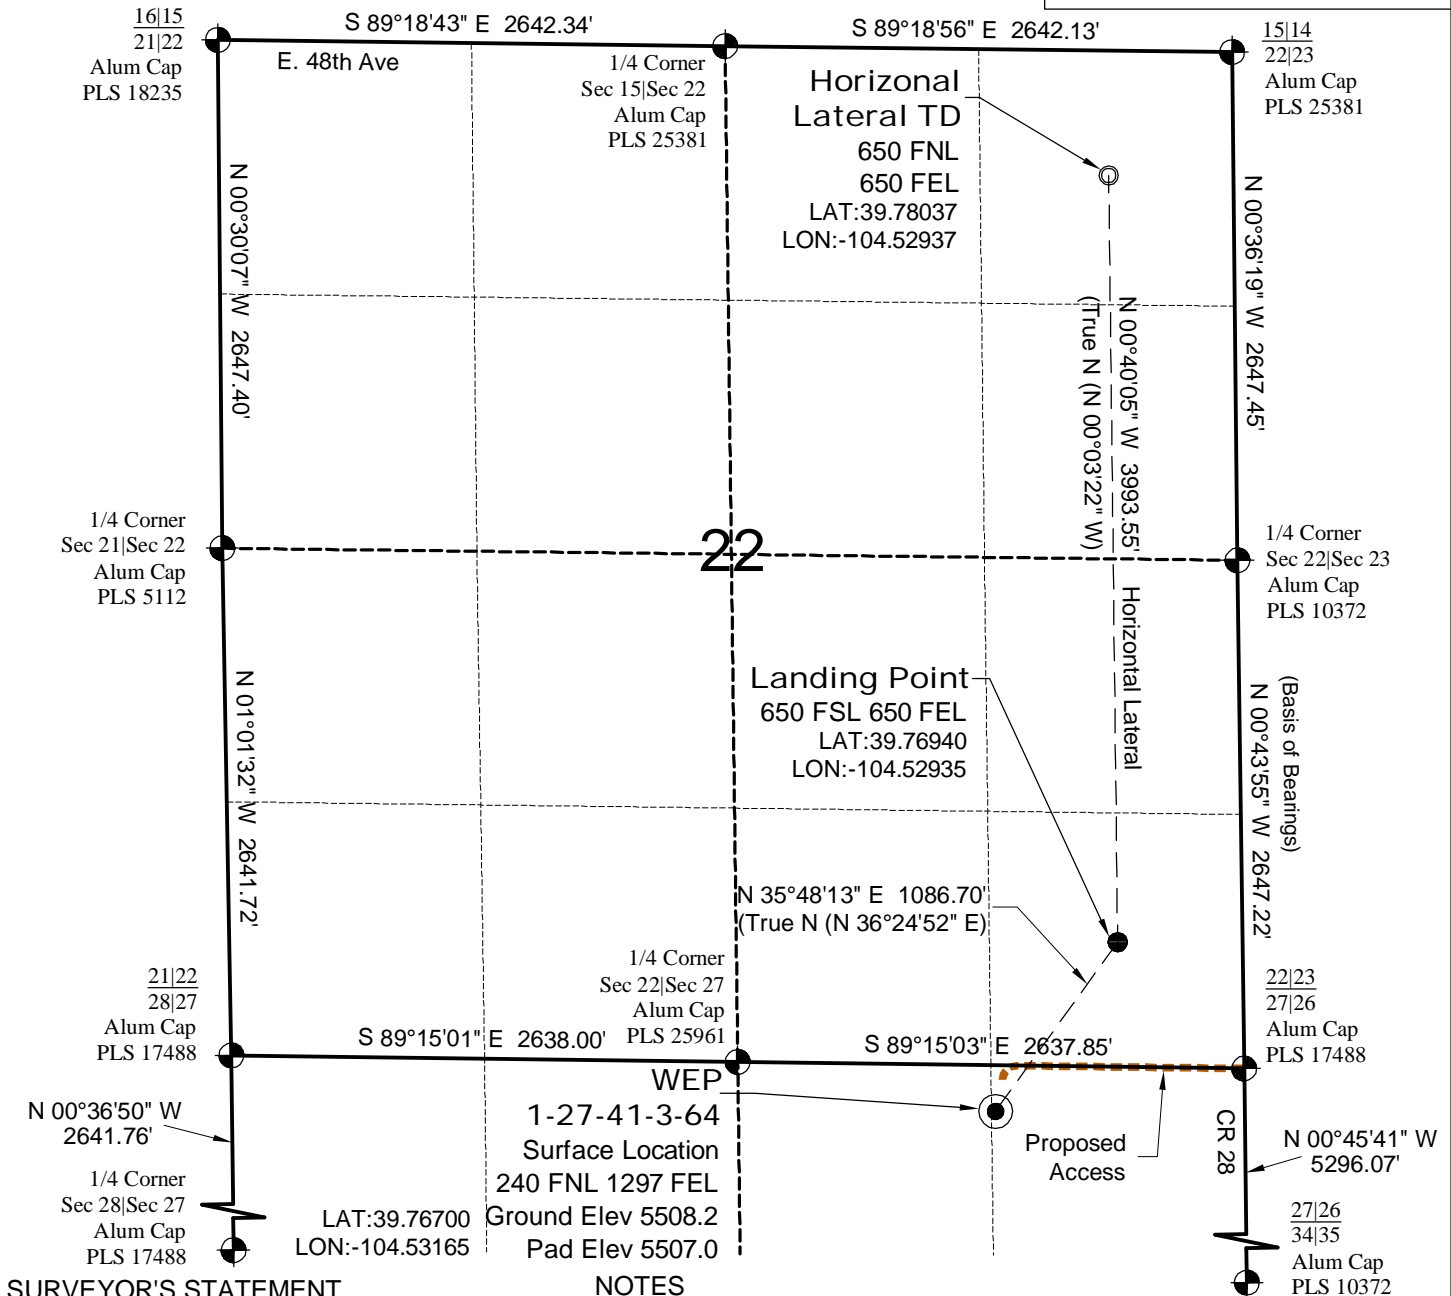 S 89°18'43" E 2642.34'
S 89°18'56" E 2642.13'
16|15
21|22
Alum Cap
PLS 18235
E. 48th Ave
1/4 Corner
Sec 15|Sec 22
Alum Cap
PLS 25381
15|14
22|23
Alum Cap
PLS 25381
Horizonal
Lateral TD
650 FNL
650 FEL
LAT:39.78037
LON:-104.52937
N 00°30'07" W 2647.40'
N 00°36'19" W 2647.45'
N 00°40'05" W 3993.55'
(True N (N 00°03'22" W)
Horizontal Lateral
1/4 Corner
Sec 21|Sec 22
Alum Cap
PLS 5112
22
1/4 Corner
Sec 22|Sec 23
Alum Cap
PLS 10372
Landing Point
650 FSL 650 FEL
LAT:39.76940
LON:-104.52935
N 01°01'32" W 2641.72'
(Basis of Bearings)
N 00°43'55" W 2647.22'
N 35°48'13" E 1086.70'
(True N (N 36°24'52" E)
21|22
28|27
Alum Cap
PLS 17488
1/4 Corner
Sec 22|Sec 27
Alum Cap
PLS 25961
22|23
27|26
Alum Cap
PLS 17488
S 89°15'01" E 2638.00'
S 89°15'03" E 2637.85'
WEP
1-27-41-3-64
Surface Location
240 FNL 1297 FEL
Ground Elev 5508.2
Pad Elev 5507.0
LAT:39.76700
LON:-104.53165
Proposed
Access
CR 28
N 00°36'50" W
2641.76'
N 00°45'41" W
5296.07'
1/4 Corner
Sec 28|Sec 27
Alum Cap
PLS 17488
27|26
34|35
Alum Cap
PLS 10372
SURVEYOR'S STATEMENT
NOTES